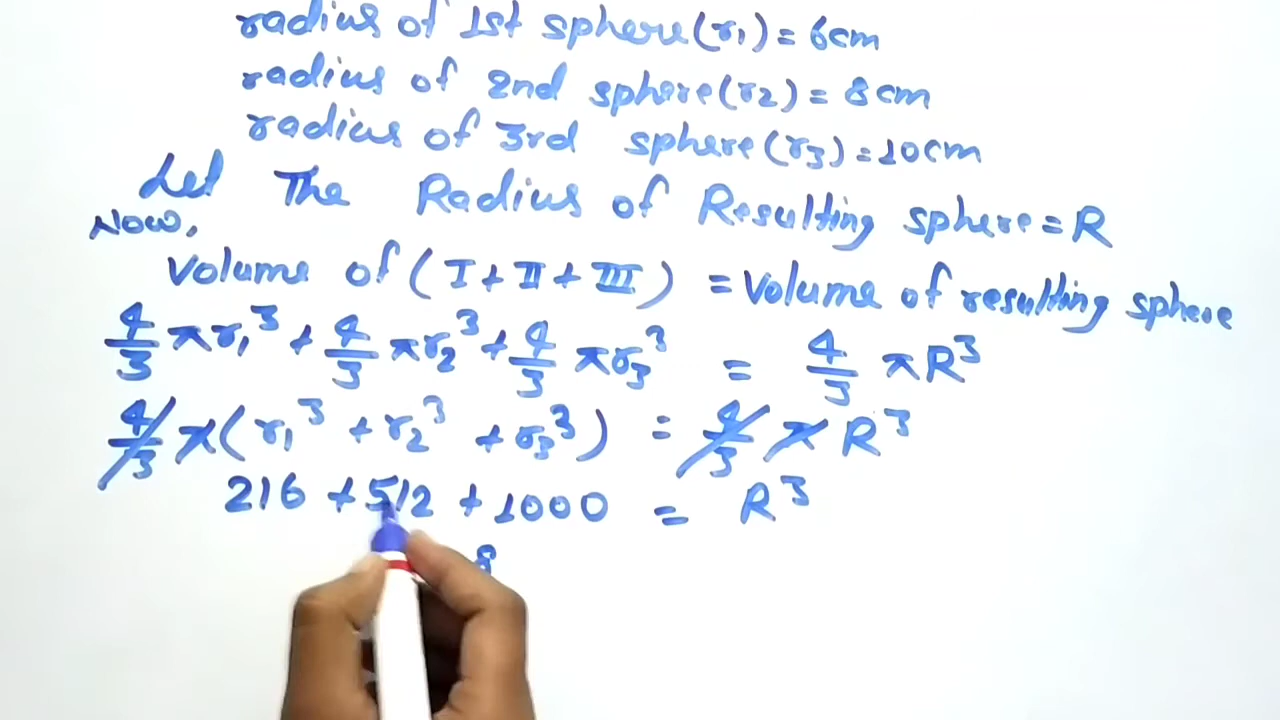 radius of 1st sphere(r₁) = 6cm
radius of 2nd sphere(r₂) = 8cm
radius of 3rd sphere(r₃) = 10cm
Let The Radius of Resulting sphere = R
Now,
Volume of (I + II + III) = Volume of resulting sphere
4/3 πr₁³ + 4/3 πr₂³ + 4/3 πr₃³ = 4/3 πR³
4/3 π(r₁³ + r₂³ + r₃³) = 4/3 π R³
216 + 512 + 1000 = R³
8